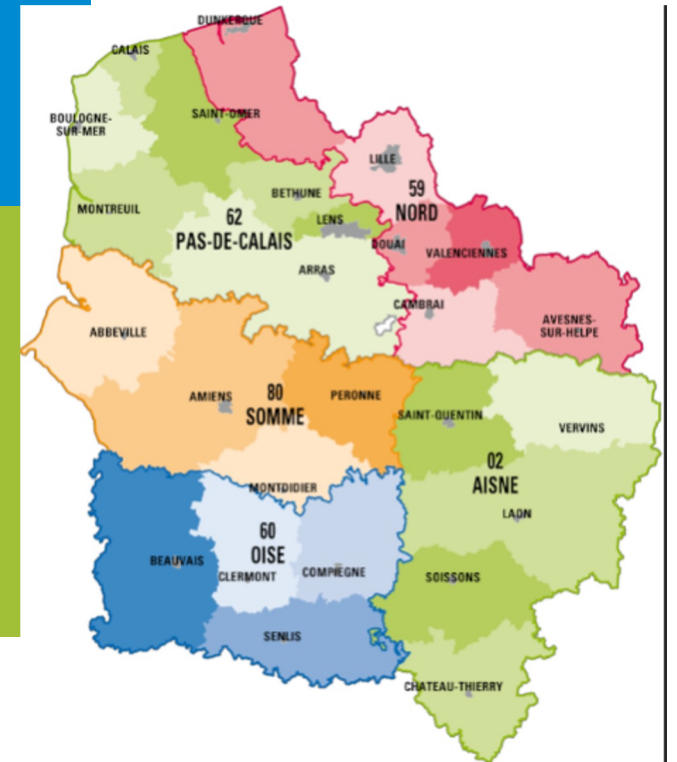 DUNKERQUE
CALAIS
SAINT-OMER
BOULOGNE-
SUR-MER
LILLE
59
NORD
BETHUNE
MONTREUIL
62
PAS-DE-CALAIS
LENS
DOUAI
VALENCIENNES
ARRAS
CAMBRAI
AVESNES-
SUR-HELPE
ABBEVILLE
AMIENS
80
SOMME
PERONNE
SAINT-QUENTIN
VERVINS
02
AISNE
MONTDIDIER
LAON
60
OISE
BEAUVAIS
CLERMONT
COMPIEGNE
SOISSONS
SENLIS
CHATEAU-THIERRY